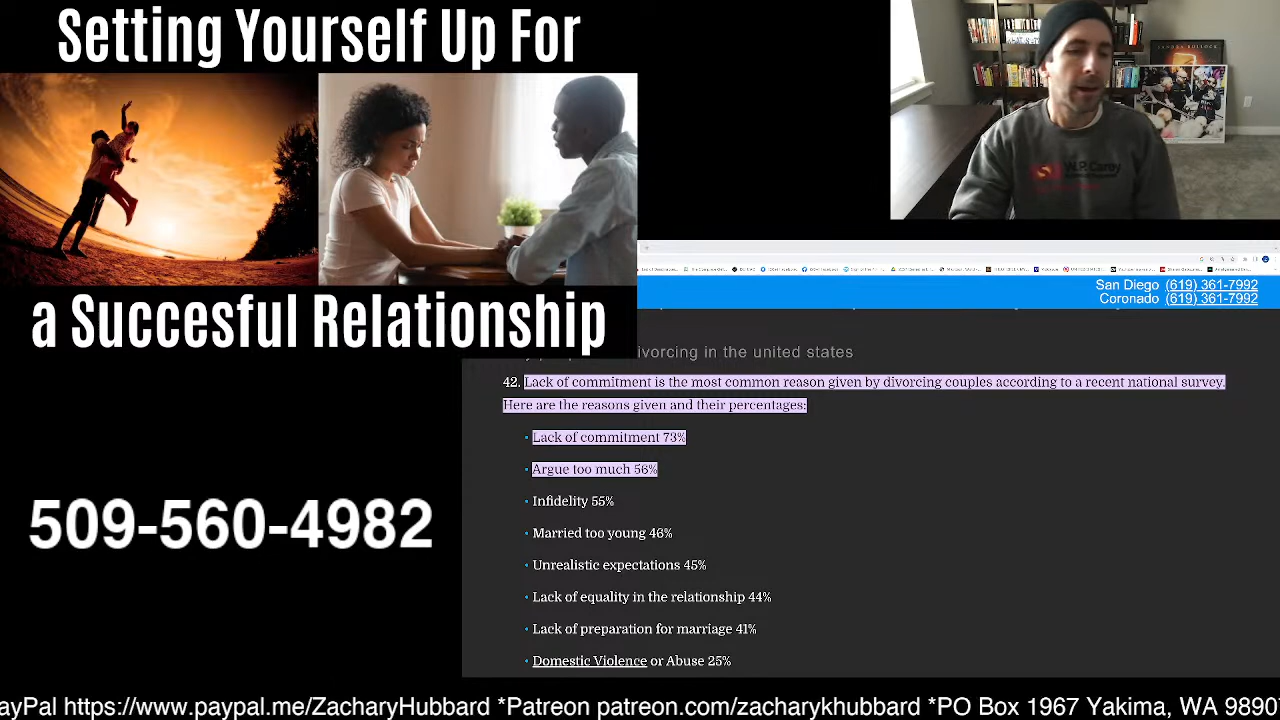 Setting Yourself Up For
a Succesful Relationship
San Diego (619) 361-7992
Coronado (619) 361-7992
divorcing in the united states
42. Lack of commitment is the most common reason given by divorcing couples according to a recent national survey.
Here are the reasons given and their percentages:
• Lack of commitment 73%
• Argue too much 56%
• Infidelity 55%
• Married too young 46%
• Unrealistic expectations 45%
• Lack of equality in the relationship 44%
• Lack of preparation for marriage 41%
• Domestic Violence or Abuse 25%
509-560-4982
ayPal https://www.paypal.me/ZacharyHubbard *Patreon patreon.com/zacharykhubbard *PO Box 1967 Yakima, WA 9890